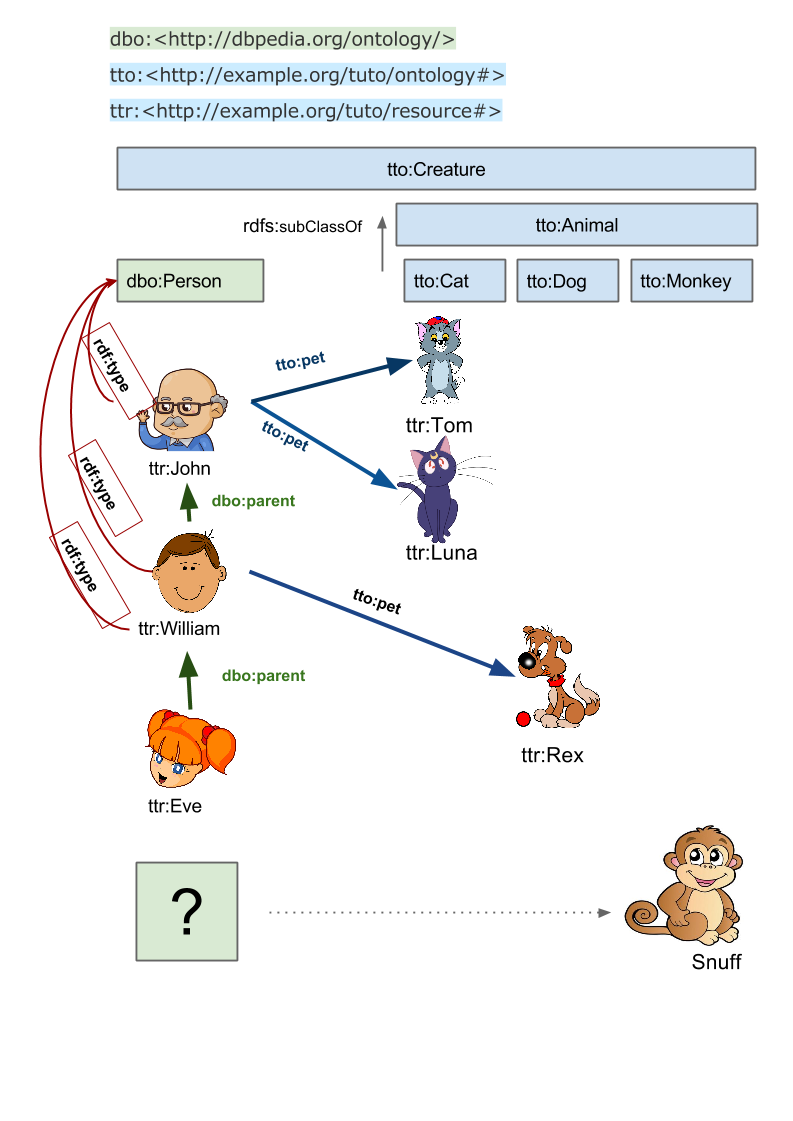 dbo:<http://dbpedia.org/ontology/>
tto:<http://example.org/tuto/ontology#>
ttr:<http://example.org/tuto/resource#>
tto:Creature
rdfs:subClassOf
tto:Animal
dbo:Person
tto:Cat
tto:Dog
tto:Monkey
rdf:type
tto:pet
ttr:Tom
tto:pet
ttr:John
rdf:type
dbo:parent
ttr:Luna
rdf:type
tto:pet
ttr:William
dbo:parent
ttr:Rex
ttr:Eve
?
Snuff